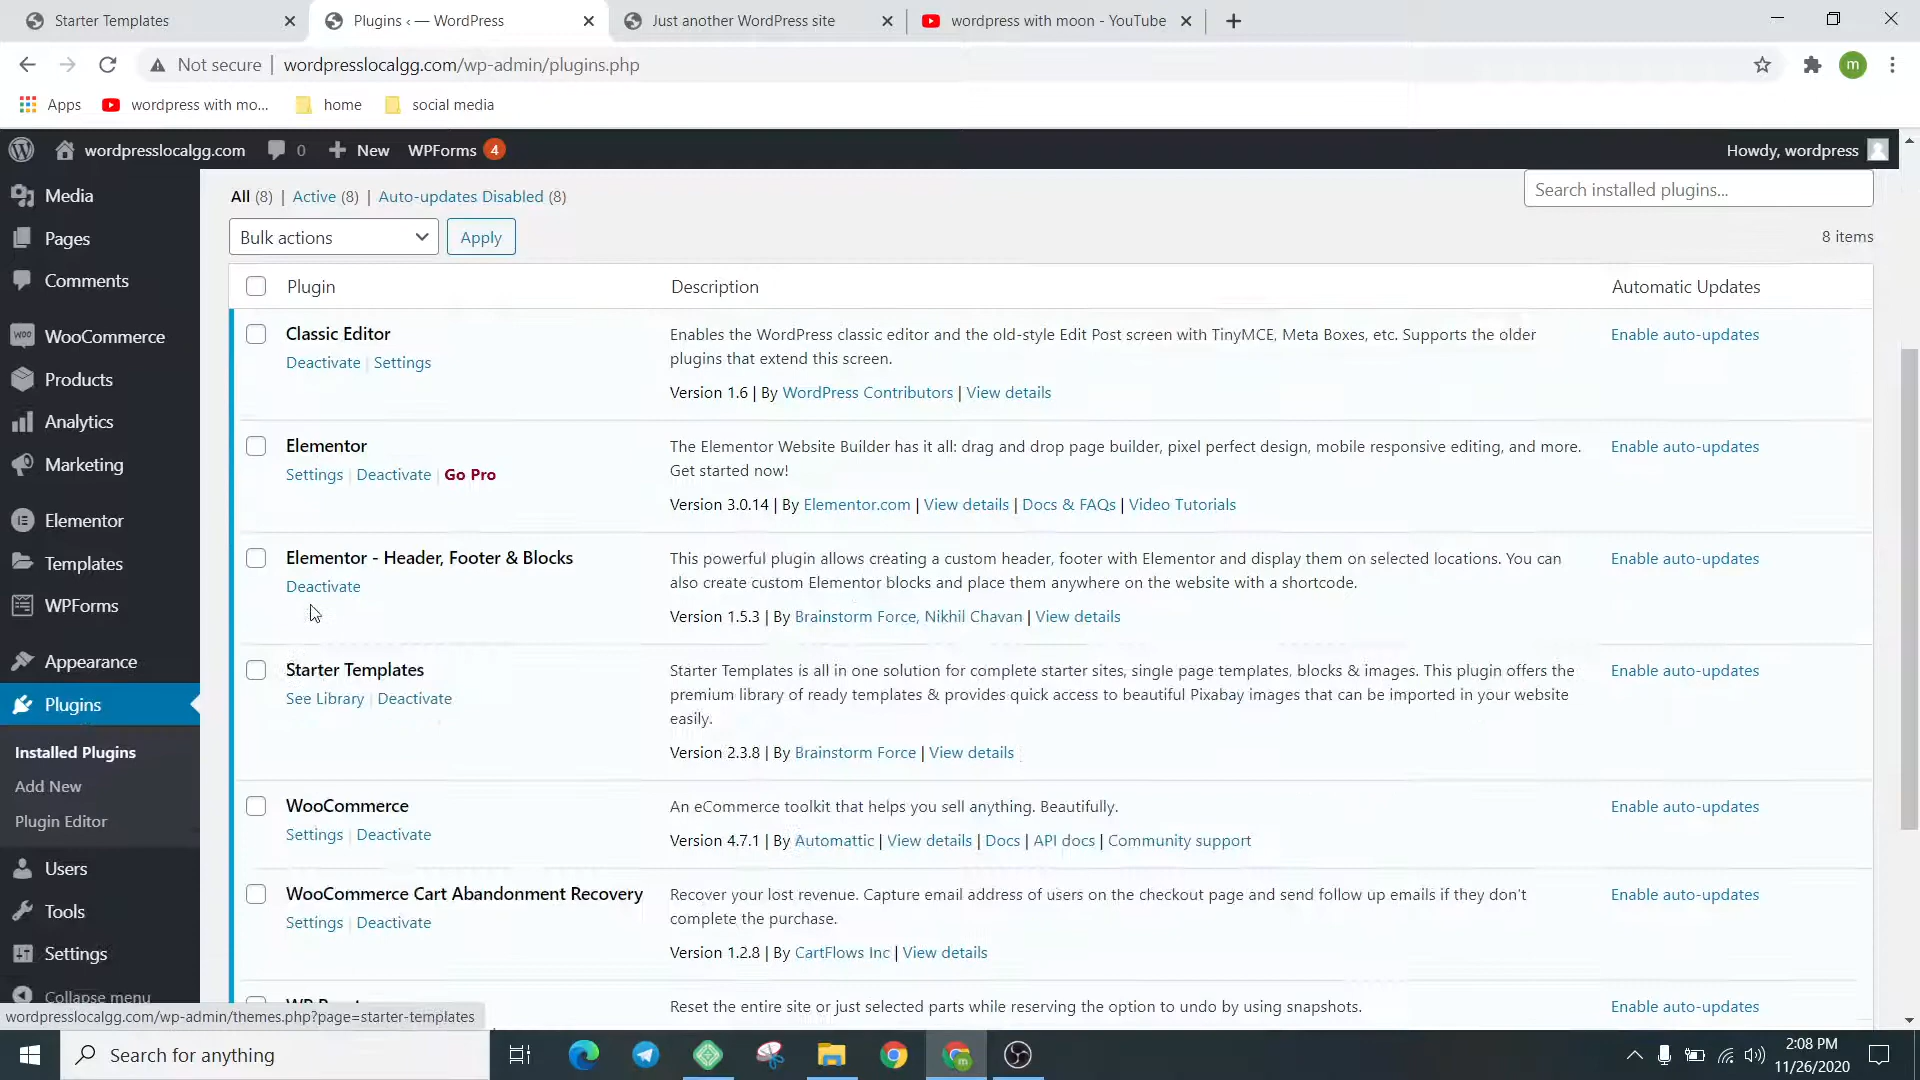 Starter Templates
Plugins ‹ — WordPress
Just another WordPress site
wordpress with moon - YouTube
Not secure | wordpresslocalgg.com/wp-admin/plugins.php
m
Apps
wordpress with mo...
home
social media
wordpresslocalgg.com
0
New
WPForms 4
Howdy, wordpress
Media
Pages
Comments
WooCommerce
Products
Analytics
Marketing
Elementor
Templates
WPForms
Appearance
Plugins
Installed Plugins
Add New
Plugin Editor
Users
Tools
Settings
Collapse menu
All (8) | Active (8) | Auto-updates Disabled (8)
Search installed plugins...
Bulk actions
Apply
8 items
Plugin
Description
Automatic Updates
Classic Editor
Deactivate | Settings
Enables the WordPress classic editor and the old-style Edit Post screen with TinyMCE, Meta Boxes, etc. Supports the older
plugins that extend this screen.
Version 1.6 | By WordPress Contributors | View details
Enable auto-updates
Elementor
Settings | Deactivate | Go Pro
The Elementor Website Builder has it all: drag and drop page builder, pixel perfect design, mobile responsive editing, and more.
Get started now!
Version 3.0.14 | By Elementor.com | View details | Docs & FAQs | Video Tutorials
Enable auto-updates
Elementor - Header, Footer & Blocks
Deactivate
This powerful plugin allows creating a custom header, footer with Elementor and display them on selected locations. You can
also create custom Elementor blocks and place them anywhere on the website with a shortcode.
Version 1.5.3 | By Brainstorm Force, Nikhil Chavan | View details
Enable auto-updates
Starter Templates
See Library | Deactivate
Starter Templates is all in one solution for complete starter sites, single page templates, blocks & images. This plugin offers the
premium library of ready templates & provides quick access to beautiful Pixabay images that can be imported in your website
easily.
Version 2.3.8 | By Brainstorm Force | View details
Enable auto-updates
WooCommerce
Settings | Deactivate
An eCommerce toolkit that helps you sell anything. Beautifully.
Version 4.7.1 | By Automattic | View details | Docs | API docs | Community support
Enable auto-updates
WooCommerce Cart Abandonment Recovery
Settings | Deactivate
Recover your lost revenue. Capture email address of users on the checkout page and send follow up emails if they don't
complete the purchase.
Version 1.2.8 | By CartFlows Inc | View details
Enable auto-updates
Reset the entire site or just selected parts while reserving the option to undo by using snapshots.
Enable auto-updates
wordpresslocalgg.com/wp-admin/themes.php?page=starter-templates
Search for anything
2:08 PM
11/26/2020